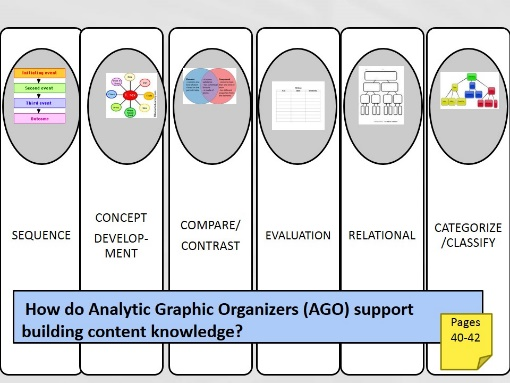 Initiating event
Second event
Third event
Outcome
SEQUENCE
CONCEPT
DEVELOP-
MENT
COMPARE/
CONTRAST
EVALUATION
RELATIONAL
CATEGORIZE
/CLASSIFY
How do Analytic Graphic Organizers (AGO) support
building content knowledge?
Pages
40-42